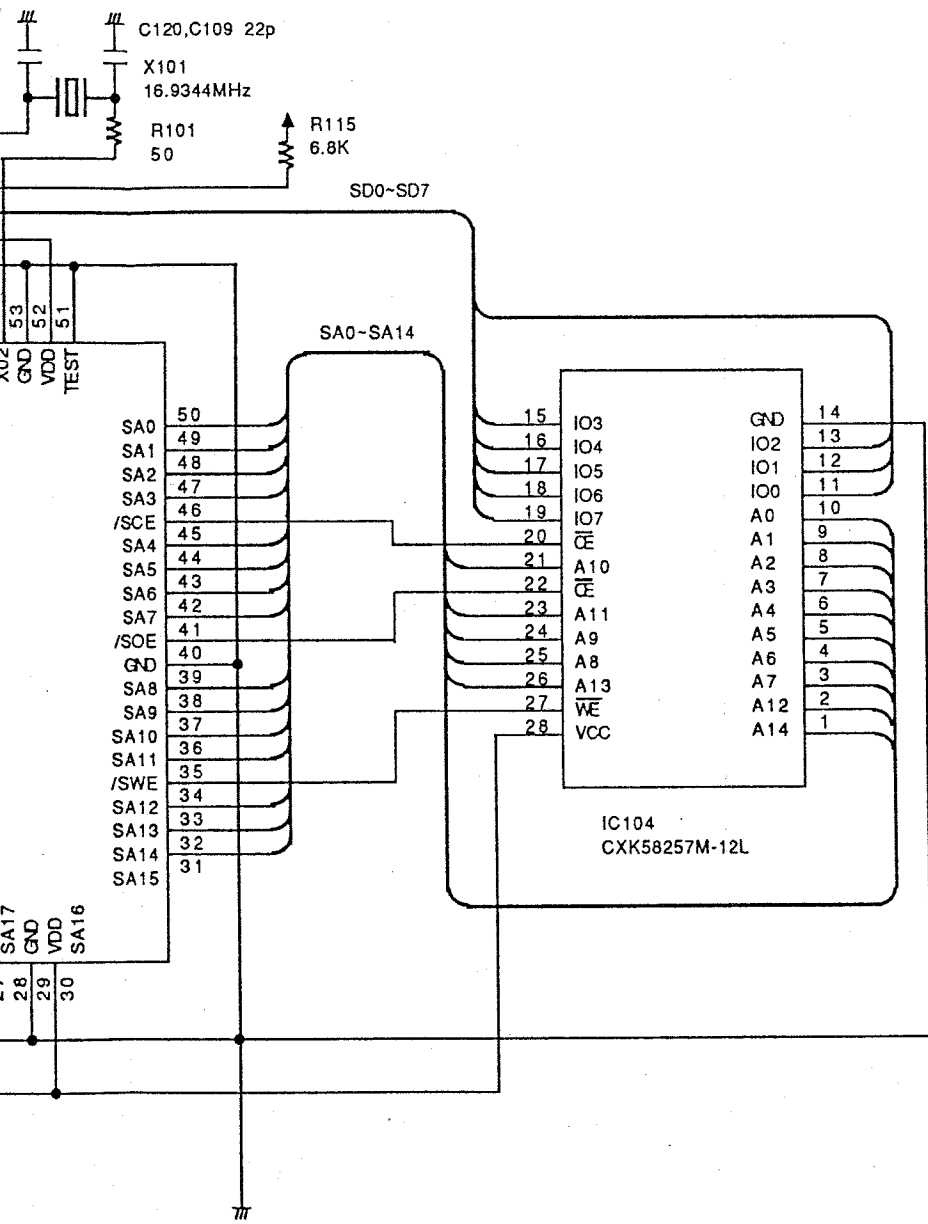 C120,C109 22p
X101
16.9344MHz
R101
50
R115
6.8K
SD0~SD7
SA0~SA14
53
52
51
X02
GND
VDD
TEST
SA0 50
SA1 49
SA2 48
SA3 47
/SCE 46
SA4 45
SA5 44
SA6 43
SA7 42
/SOE 41
GND 40
SA8 39
SA9 38
SA10 37
SA11 36
/SWE 35
SA12 34
SA13 33
SA14 32
SA15 31
SA17
GND
VDD
SA16
27
28
29
30
15 IO3
16 IO4
17 IO5
18 IO6
19 IO7
20 CE
21 A10
22 CE
23 A11
24 A9
25 A8
26 A13
27 WE
28 VCC
GND 14
IO2 13
IO1 12
IO0 11
A0 10
A1 9
A2 8
A3 7
A4 6
A5 5
A6 4
A7 3
A12 2
A14 1
IC104
CXK58257M-12L